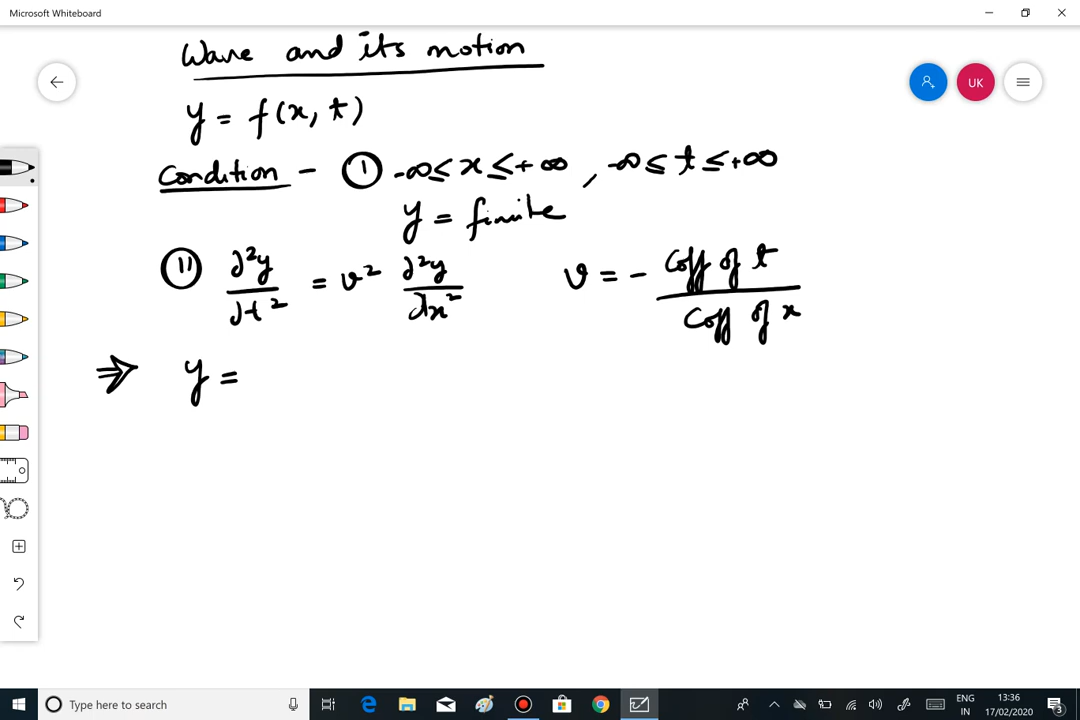 Microsoft Whiteboard
Wave and its motion
y = f(x, t)
UK
Condition - ① -∞ ≤ x ≤ +∞ , -∞ ≤ t ≤ +∞
y = finite
⑪ ∂²y/∂t² = v² ∂²y/∂x² v = - Coff of t / Coff of x
⇒ y =
Type here to search
ENG
IN
13:36
17/02/2020
3